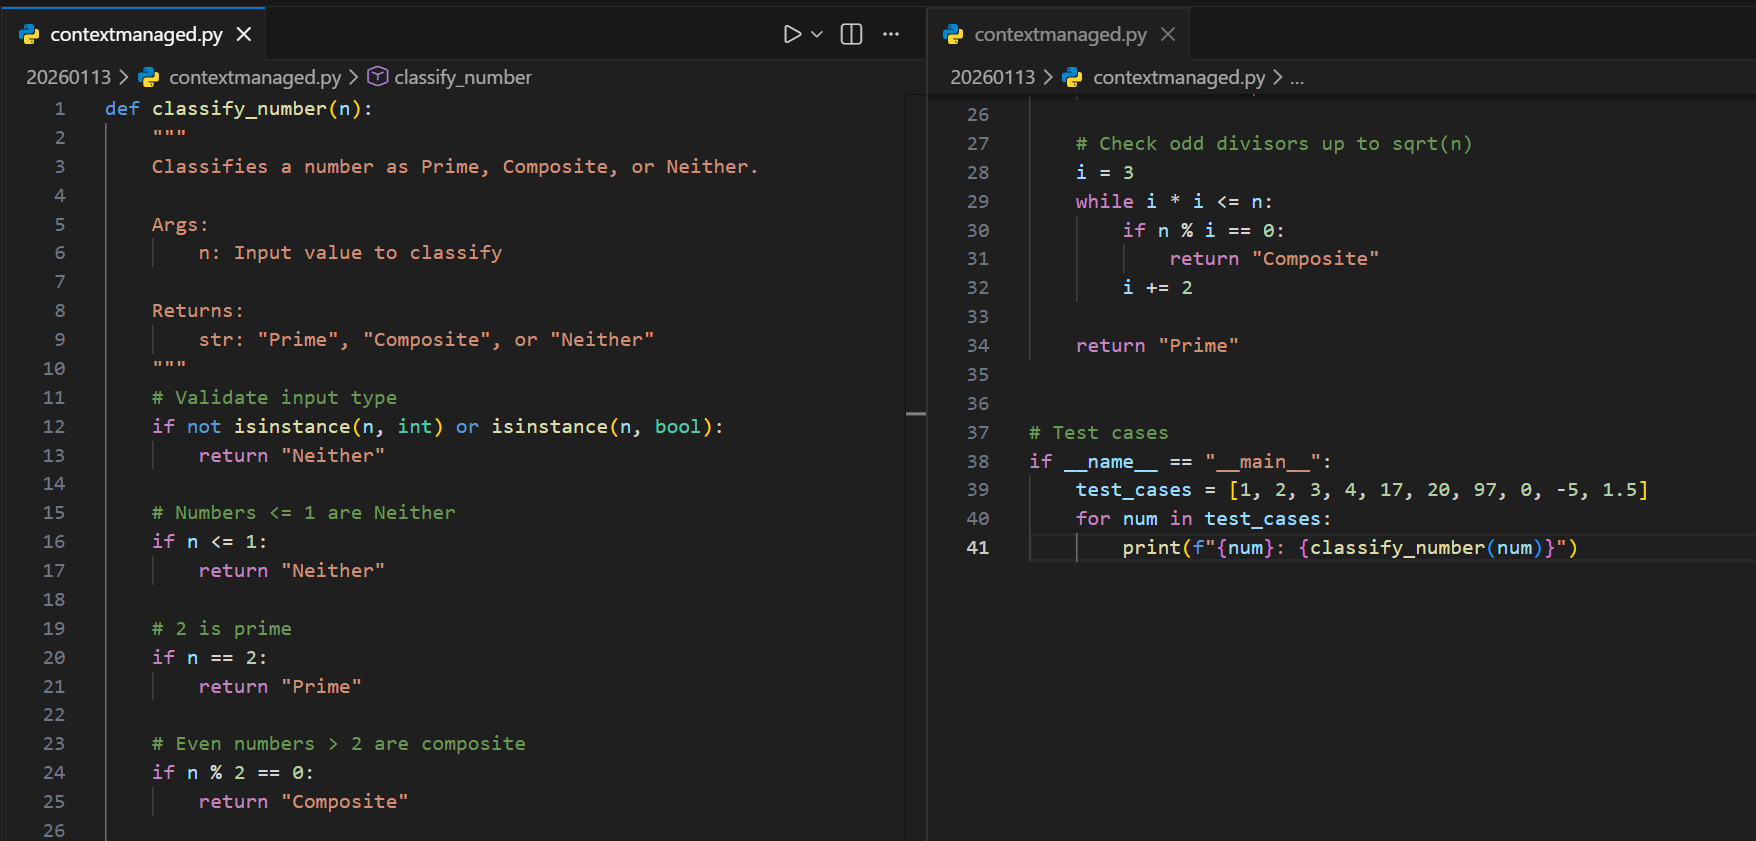 contextmanaged.py
20260113 > contextmanaged.py > classify_number
1 def classify_number(n):
2     """
3     Classifies a number as Prime, Composite, or Neither.
4
5     Args:
6         n: Input value to classify
7
8     Returns:
9         str: "Prime", "Composite", or "Neither"
10     """
11     # Validate input type
12     if not isinstance(n, int) or isinstance(n, bool):
13         return "Neither"
14
15     # Numbers <= 1 are Neither
16     if n <= 1:
17         return "Neither"
18
19     # 2 is prime
20     if n == 2:
21         return "Prime"
22
23     # Even numbers > 2 are composite
24     if n % 2 == 0:
25         return "Composite"
26
contextmanaged.py
20260113 > contextmanaged.py > ...
26
27     # Check odd divisors up to sqrt(n)
28     i = 3
29     while i * i <= n:
30         if n % i == 0:
31             return "Composite"
32         i += 2
33
34     return "Prime"
35
36
37 # Test cases
38 if __name__ == "__main__":
39     test_cases = [1, 2, 3, 4, 17, 20, 97, 0, -5, 1.5]
40     for num in test_cases:
41         print(f"{num}: {classify_number(num)}")